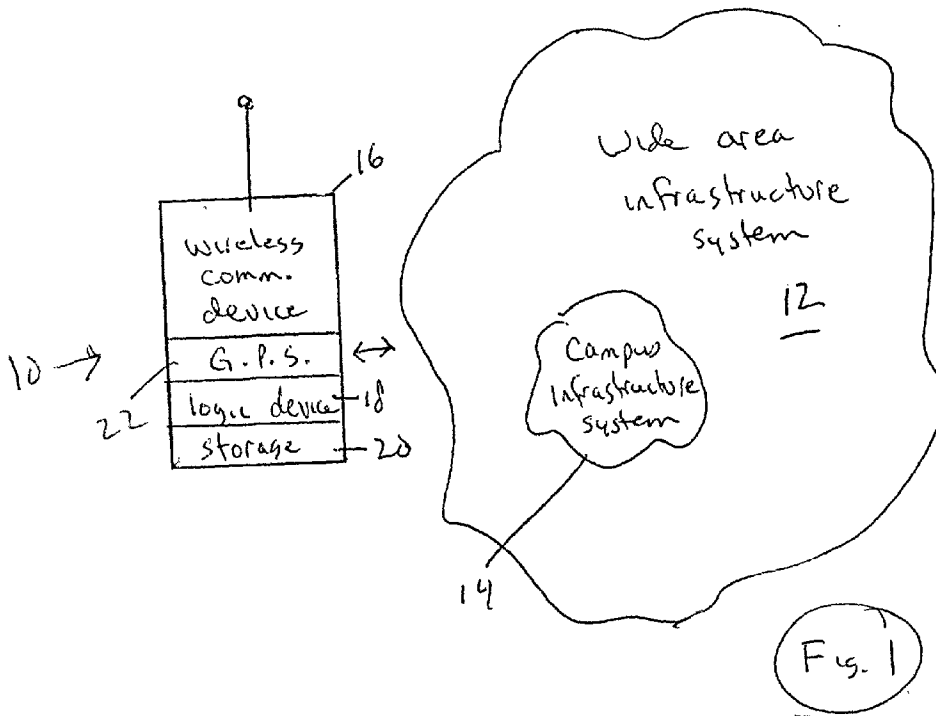 16
wireless
comm.
device
10
G.P.S.
22
logic device
18
storage
20
Wide area
infrastructure
system
12
Campus
Infrastructure
system
14
Fig. 1